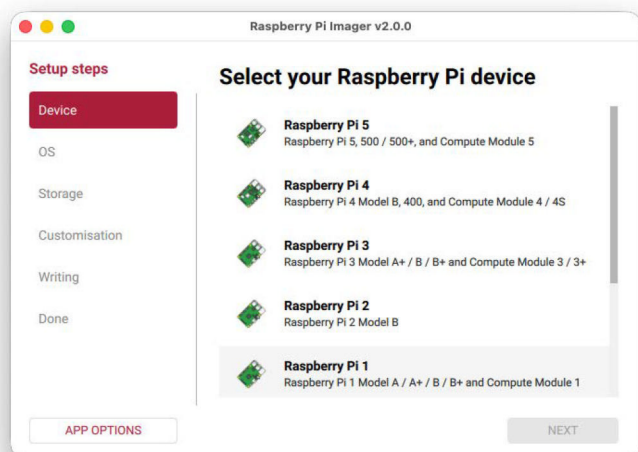 Raspberry Pi Imager v2.0.0
Setup steps
Device
OS
Storage
Customisation
Writing
Done
APP OPTIONS
Select your Raspberry Pi device
Raspberry Pi 5
Raspberry Pi 5, 500 / 500+, and Compute Module 5
Raspberry Pi 4
Raspberry Pi 4 Model B, 400, and Compute Module 4 / 4S
Raspberry Pi 3
Raspberry Pi 3 Model A+ / B / B+ and Compute Module 3 / 3+
Raspberry Pi 2
Raspberry Pi 2 Model B
Raspberry Pi 1
Raspberry Pi 1 Model A / A+ / B / B+ and Compute Module 1
NEXT